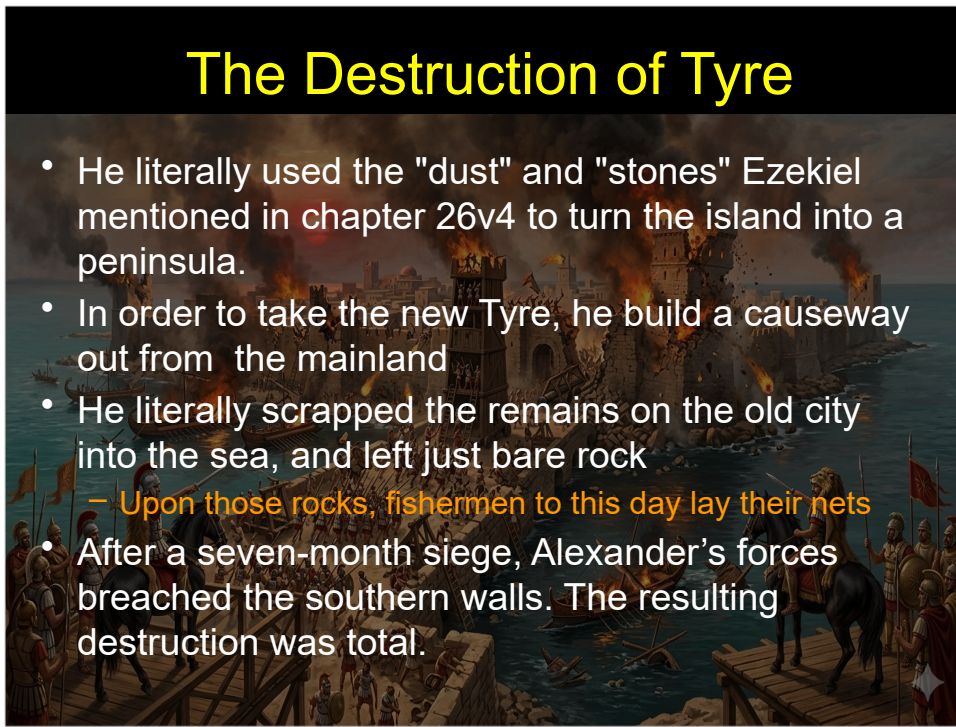 The Destruction of Tyre
• He literally used the "dust" and "stones" Ezekiel
mentioned in chapter 26v4 to turn the island into a
peninsula.
• In order to take the new Tyre, he build a causeway
out from  the mainland
• He literally scrapped the remains on the old city
into the sea, and left just bare rock
– Upon those rocks, fishermen to this day lay their nets
• After a seven-month siege, Alexander’s forces
breached the southern walls. The resulting
destruction was total.